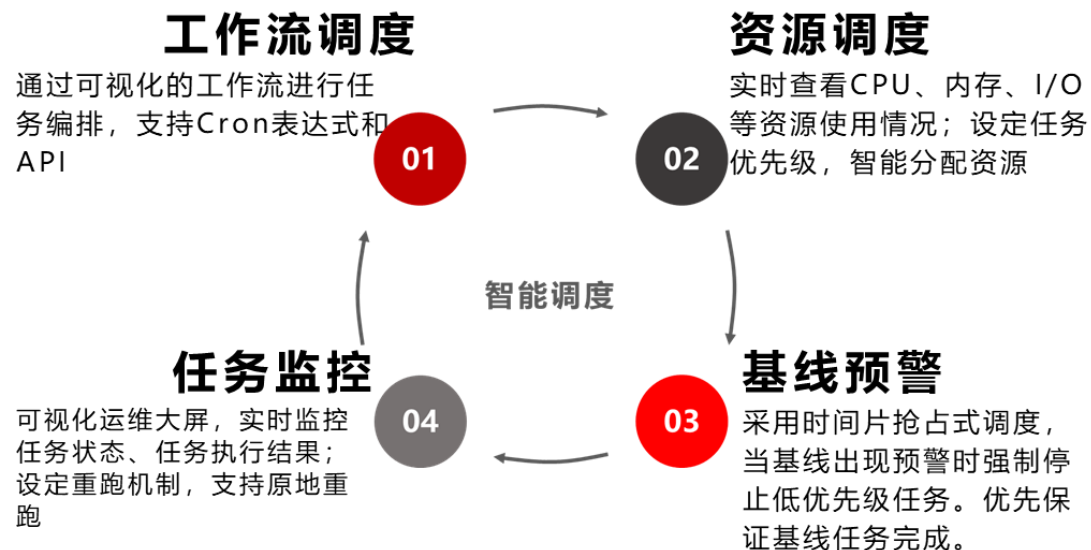 工作流调度
通过可视化的工作流进行任
务编排，支持Cron表达式和
API
01
资源调度
实时查看CPU、内存、I/O
等资源使用情况；设定任务
优先级，智能分配资源
02
智能调度
基线预警
采用时间片抢占式调度，
当基线出现预警时强制停
止低优先级任务。优先保
证基线任务完成。
03
任务监控
可视化运维大屏，实时监控
任务状态、任务执行结果；
设定重跑机制，支持原地重
跑
04